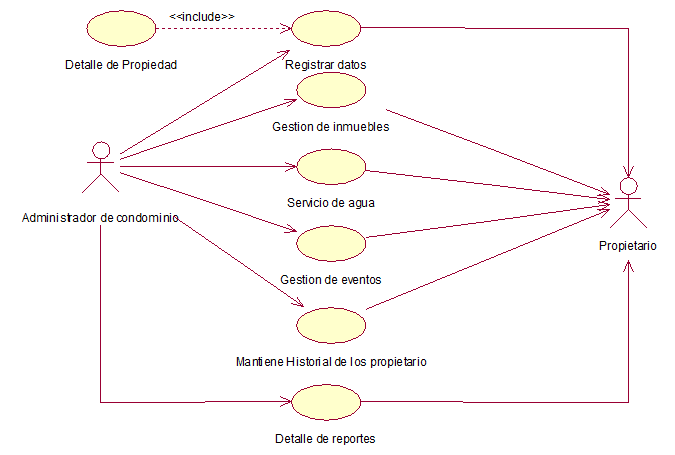 <<include>>
Detalle de Propiedad
Registrar datos
Gestion de inmuebles
Servicio de agua
Administrador de condominio
Propietario
Gestion de eventos
Mantiene Historial de los propietario
Detalle de reportes